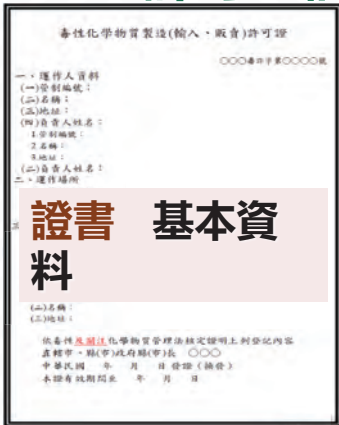 毒性化學物質製造(輸入、販賣)許可證
○○○毒許字第○○○○號
一、運作人資料
(一)管制編號：
(二)名稱：
(三)地址：
(四)負責人姓名：
1.管制編號：
2.名稱：
3.地址：
(二)負責人姓名：
二、運作場所
證書 基本資
料
(二)名稱：
(三)地址：
依毒性及關注化學物質管理法核定證明上列登記內容
直轄市、縣(市)政府縣(市)長 ○○○
中華民國 年 月 日發證（換發）
本證有效期間至 年 月 日